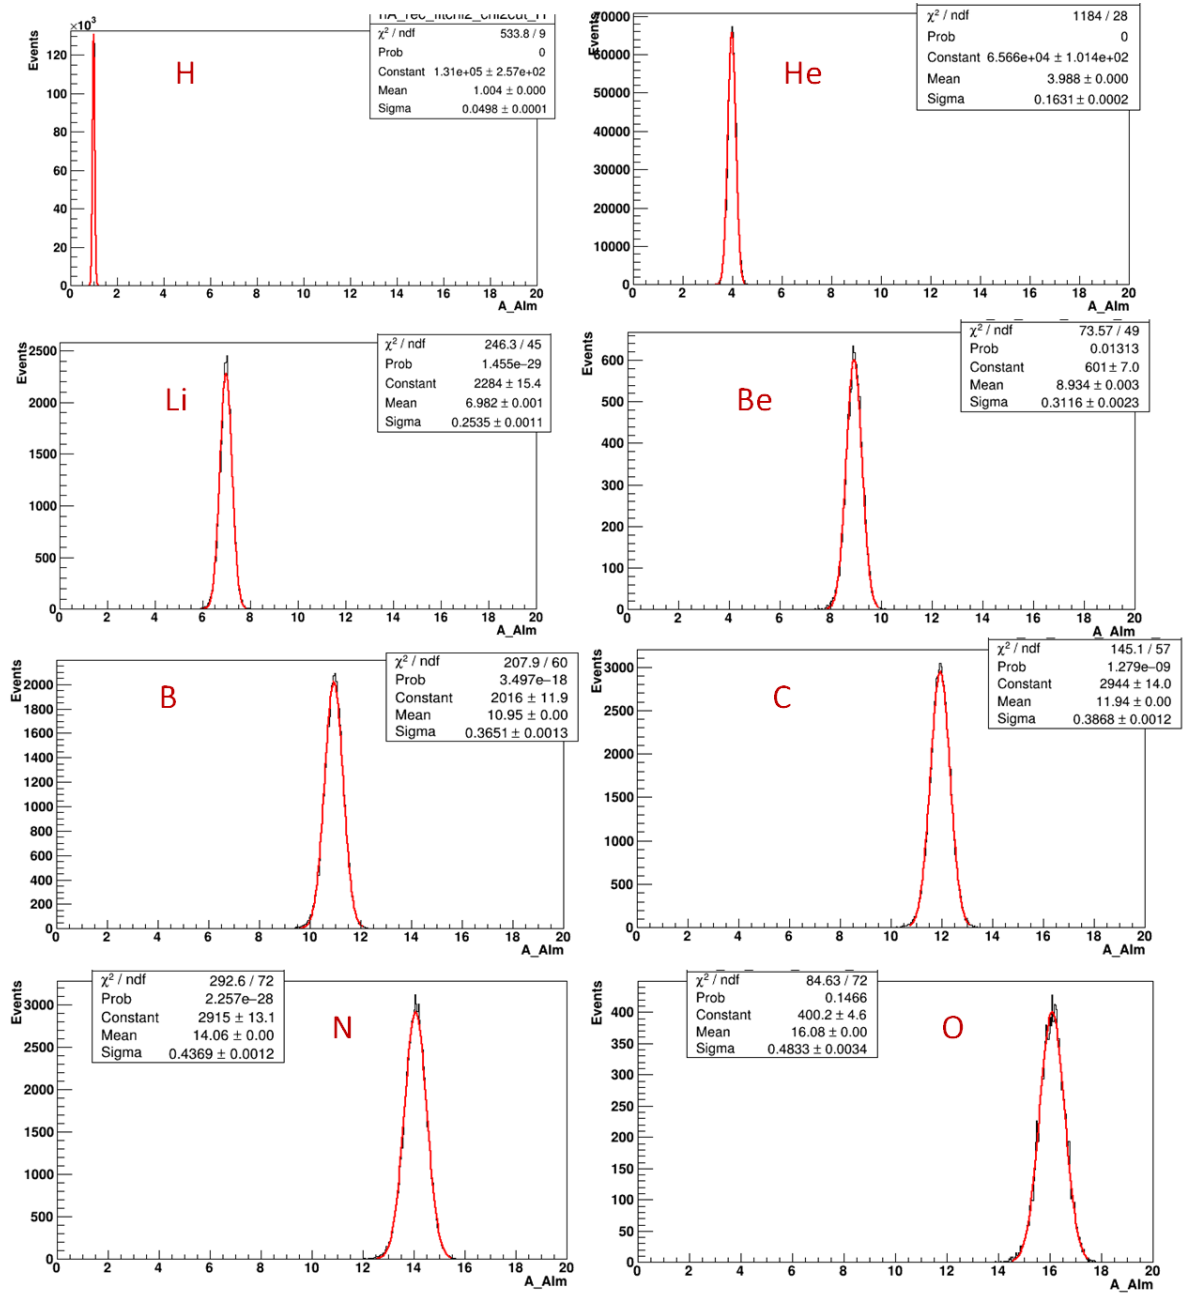 hA_rec_fitchi2_chi2cut_H
χ² / ndf 533.8 / 9
Prob 0
Constant 1.31e+05 ± 2.57e+02
Mean 1.004 ± 0.000
Sigma 0.0498 ± 0.0001
×10³
Events
H
120
100
80
60
40
20
0
0 2 4 6 8 10 12 14 16 18 20
A_AIm
χ² / ndf 1184 / 28
Prob 0
Constant 6.566e+04 ± 1.014e+02
Mean 3.988 ± 0.000
Sigma 0.1631 ± 0.0002
Events
He
70000
60000
50000
40000
30000
20000
10000
0
0 2 4 6 8 10 12 14 16 18 20
A_AIm
χ² / ndf 246.3 / 45
Prob 1.455e−29
Constant 2284 ± 15.4
Mean 6.982 ± 0.001
Sigma 0.2535 ± 0.0011
Events
Li
2500
2000
1500
1000
500
0
0 2 4 6 8 10 12 14 16 18 20
A_AIm
χ² / ndf 73.57 / 49
Prob 0.01313
Constant 601 ± 7.0
Mean 8.934 ± 0.003
Sigma 0.3116 ± 0.0023
Events
Be
600
500
400
300
200
100
0
0 2 4 6 8 10 12 14 16 18 20
A_AIm
χ² / ndf 207.9 / 60
Prob 3.497e−18
Constant 2016 ± 11.9
Mean 10.95 ± 0.00
Sigma 0.3651 ± 0.0013
Events
B
2000
1800
1600
1400
1200
1000
800
600
400
200
0
0 2 4 6 8 10 12 14 16 18 20
A_AIm
χ² / ndf 145.1 / 57
Prob 1.279e−09
Constant 2944 ± 14.0
Mean 11.94 ± 0.00
Sigma 0.3868 ± 0.0012
Events
C
3000
2500
2000
1500
1000
500
0
0 2 4 6 8 10 12 14 16 18 20
A_AIm
χ² / ndf 292.6 / 72
Prob 2.257e−28
Constant 2915 ± 13.1
Mean 14.06 ± 0.00
Sigma 0.4369 ± 0.0012
Events
N
3000
2500
2000
1500
1000
500
0
0 2 4 6 8 10 12 14 16 18 20
A_AIm
χ² / ndf 84.63 / 72
Prob 0.1466
Constant 400.2 ± 4.6
Mean 16.08 ± 0.00
Sigma 0.4833 ± 0.0034
Events
O
400
350
300
250
200
150
100
50
0
0 2 4 6 8 10 12 14 16 18 20
A_AIm